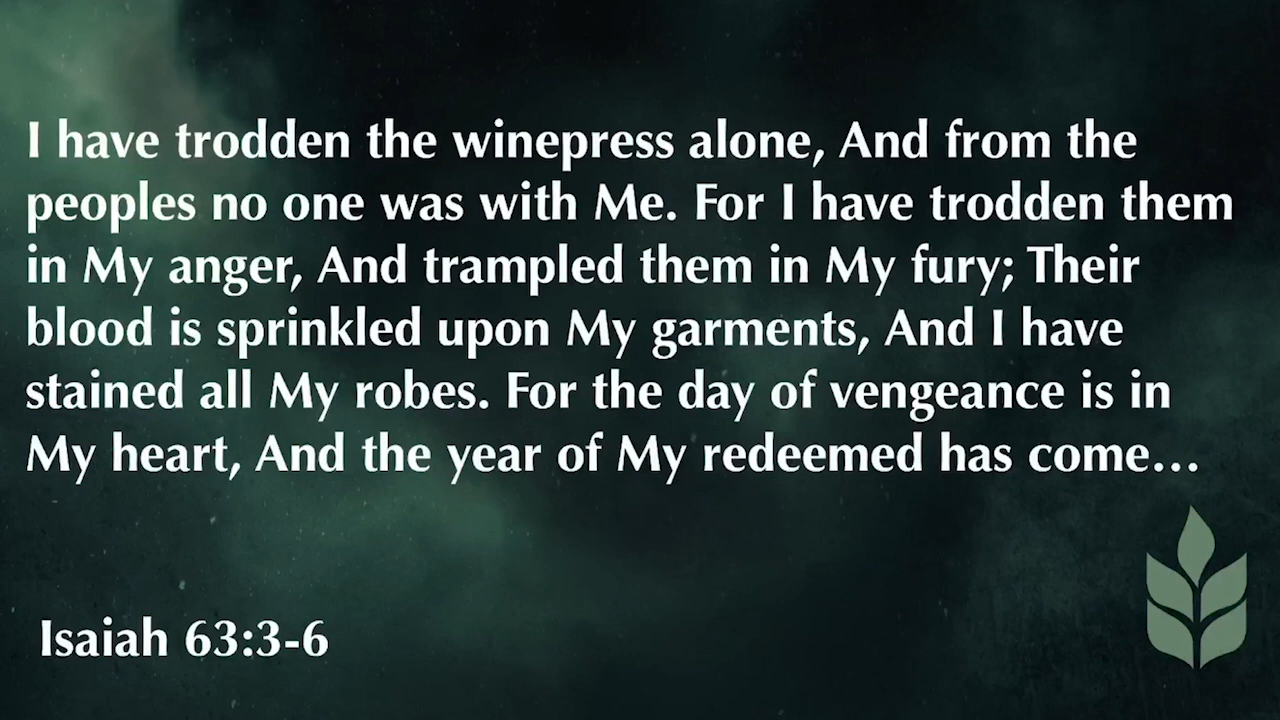 I have trodden the winepress alone, And from the
peoples no one was with Me. For I have trodden them
in My anger, And trampled them in My fury; Their
blood is sprinkled upon My garments, And I have
stained all My robes. For the day of vengeance is in
My heart, And the year of My redeemed has come…
Isaiah 63:3-6